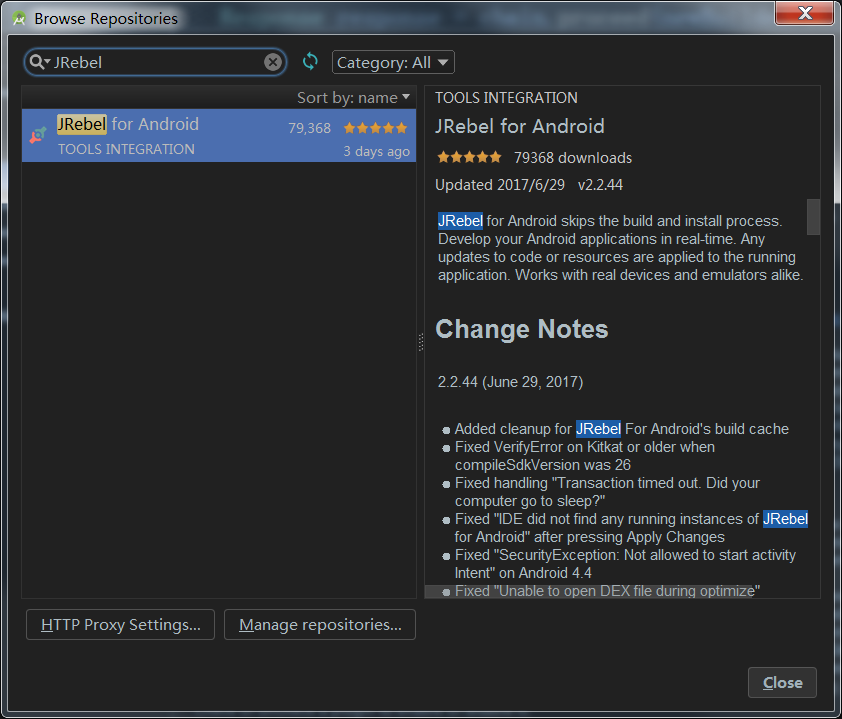 Browse Repositories
JRebel
Category: All
Sort by: name
JRebel for Android
79,368
TOOLS INTEGRATION
3 days ago
TOOLS INTEGRATION
JRebel for Android
79368 downloads
Updated 2017/6/29 v2.2.44
JRebel for Android skips the build and install process.
Develop your Android applications in real-time. Any
updates to code or resources are applied to the running
application. Works with real devices and emulators alike.
Change Notes
2.2.44 (June 29, 2017)
Added cleanup for JRebel For Android's build cache
Fixed VerifyError on Kitkat or older when
compileSdkVersion was 26
Fixed handling "Transaction timed out. Did your
computer go to sleep?"
Fixed "IDE did not find any running instances of JRebel
for Android" after pressing Apply Changes
Fixed "SecurityException: Not allowed to start activity
Intent" on Android 4.4
Fixed "Unable to open DEX file during optimize"
HTTP Proxy Settings...
Manage repositories...
Close